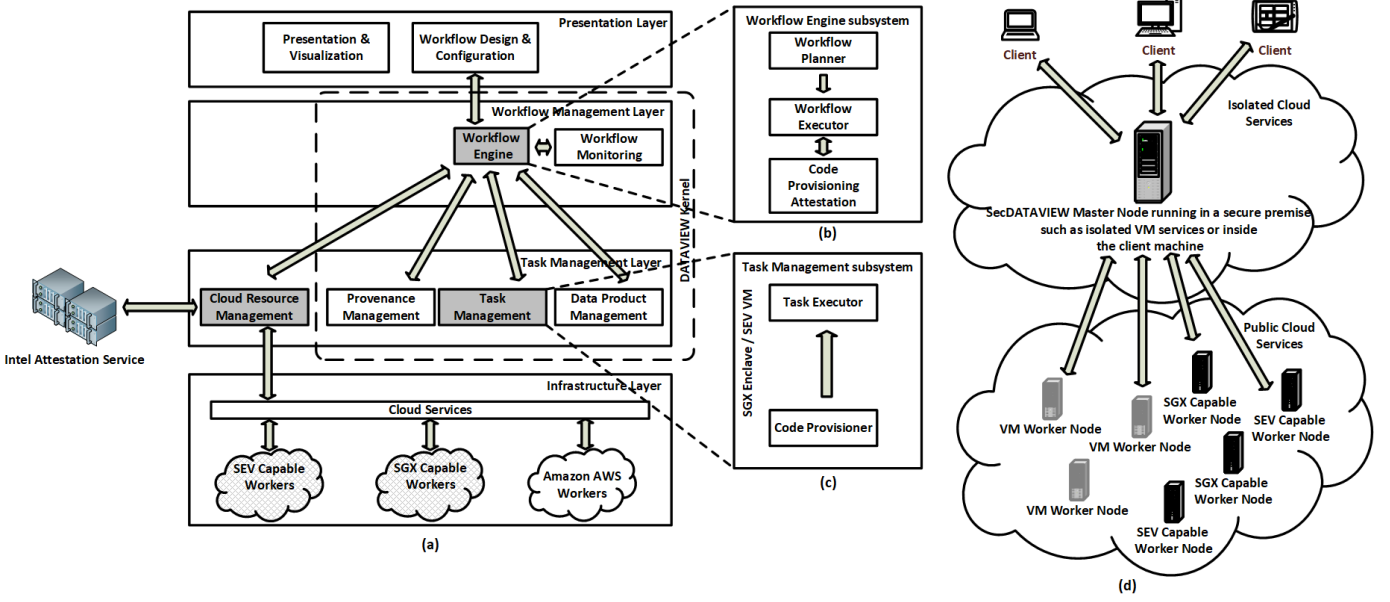 Presentation Layer
Presentation &
Visualization
Workflow Design &
Configuration
Workflow Management Layer
Workflow
Engine
Workflow
Monitoring
DATAVIEW Kernel
Task Management Layer
Cloud Resource
Management
Provenance
Management
Task
Management
Data Product
Management
Intel Attestation Service
Infrastructure Layer
Cloud Services
SEV Capable
Workers
SGX Capable
Workers
Amazon AWS
Workers
(a)
Workflow Engine subsystem
Workflow
Planner
Workflow
Executor
Code
Provisioning
Attestation
(b)
Task Management subsystem
SGX Enclave / SEV VM
Task Executor
Code Provisioner
(c)
Client
Client
Client
Isolated Cloud
Services
SecDATAVIEW Master Node running in a secure premise
such as isolated VM services or inside
the client machine
Public Cloud
Services
VM Worker Node
VM Worker Node
SGX Capable
Worker Node
SEV Capable
Worker Node
VM Worker Node
SGX Capable
Worker Node
SEV Capable
Worker Node
(d)